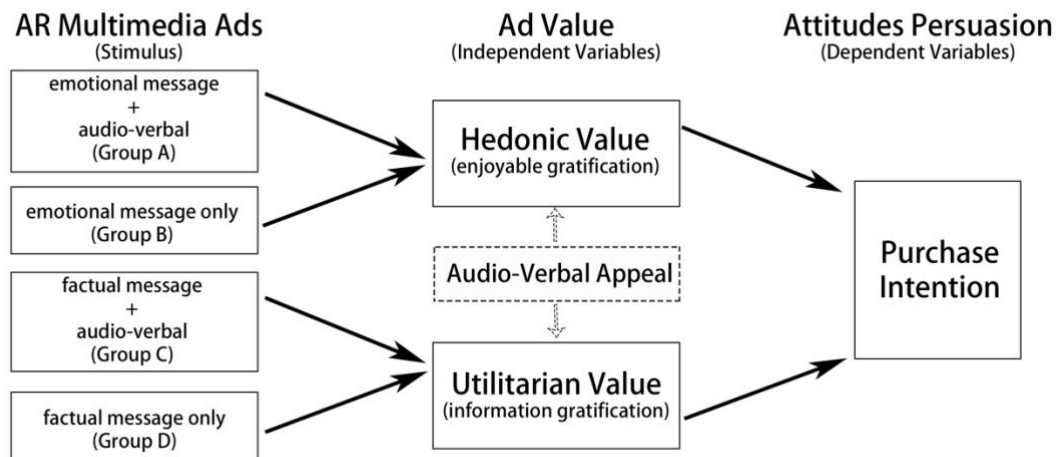 AR Multimedia Ads
(Stimulus)
emotional message
+
audio-verbal
(Group A)
emotional message only
(Group B)
factual message
+
audio-verbal
(Group C)
factual message only
(Group D)
Ad Value
(Independent Variables)
Hedonic Value
(enjoyable gratification)
Audio-Verbal Appeal
Utilitarian Value
(information gratification)
Attitudes Persuasion
(Dependent Variables)
Purchase
Intention